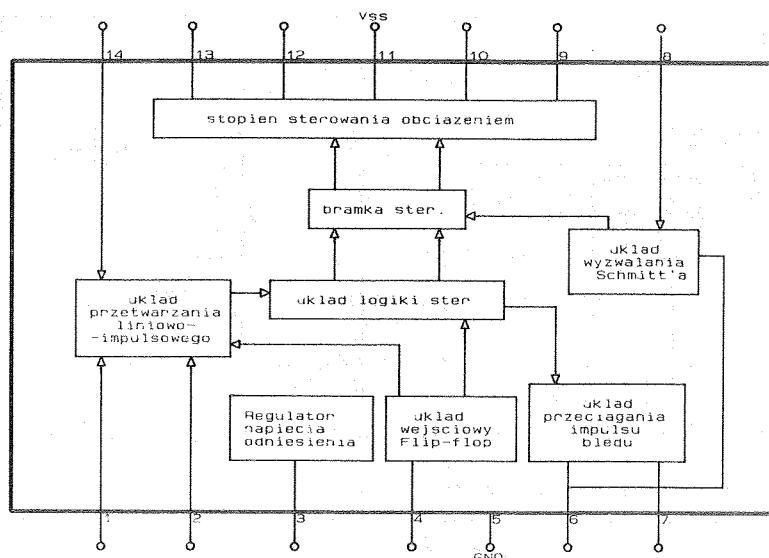 Vss
14 13 12 11 10 9 8
stopien sterowania obciazeniem
bramka ster.
uklad
wyzwalania
Schmitt'a
uklad
przetwarzania
liniowo-
-impulsowego
uklad logiki ster
Regulator
napiecia
odniesienia
uklad
wejsciowy
Flip-flop
uklad
przeciagania
impulsu
bledu
1 2 3 4 5 6 7
GND